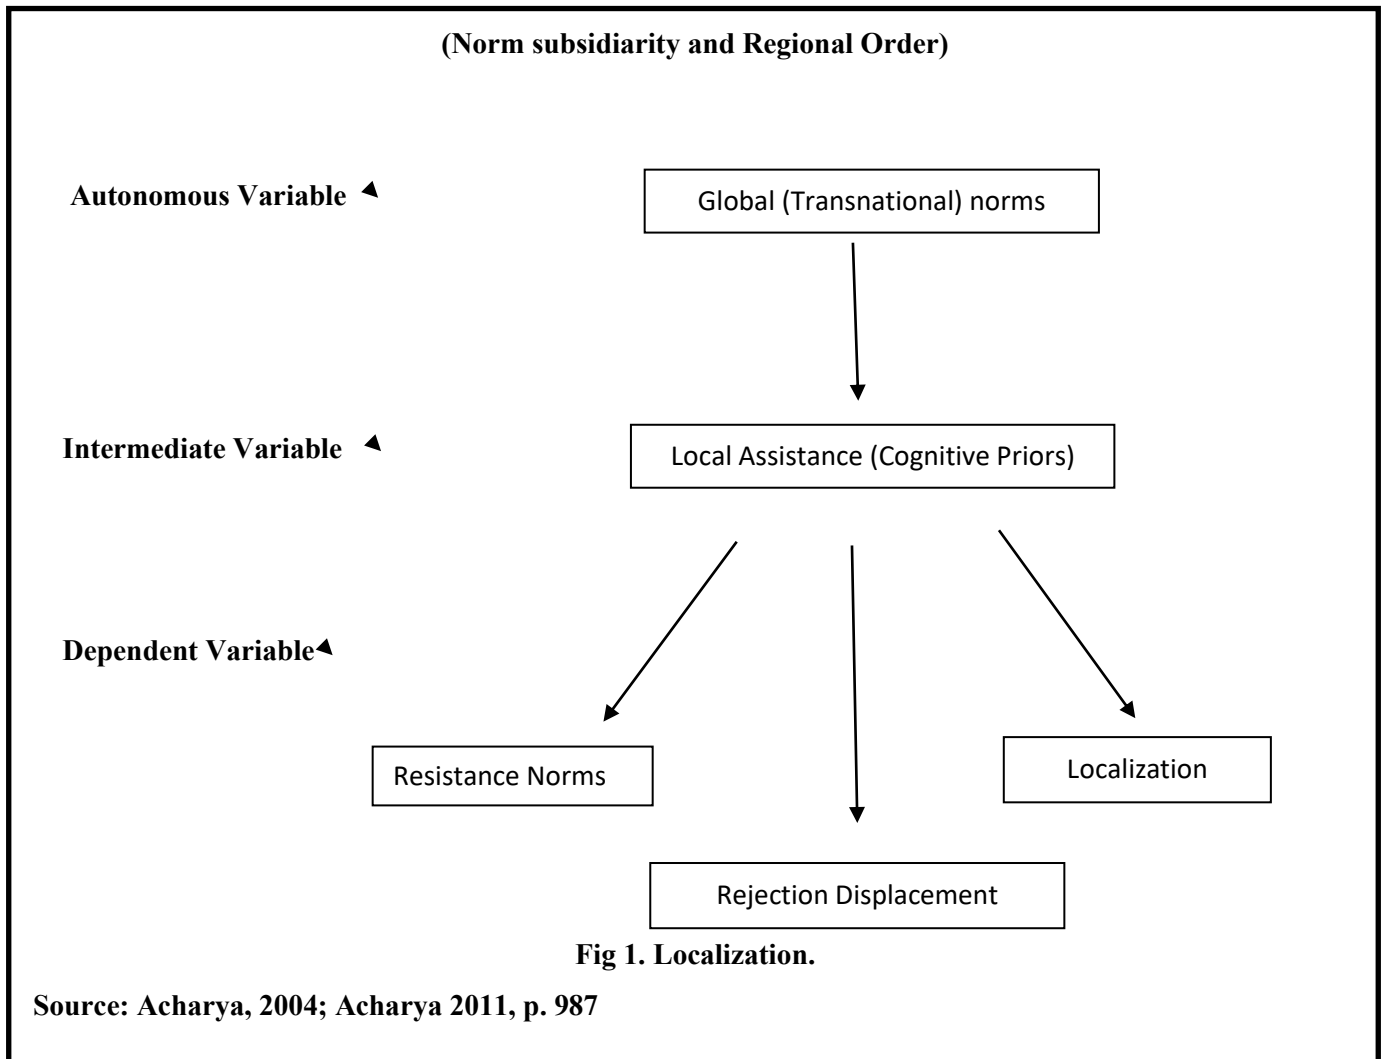 (Norm subsidiarity and Regional Order)
Autonomous Variable
Global (Transnational) norms
Intermediate Variable
Local Assistance (Cognitive Priors)
Dependent Variable
Resistance Norms
Localization
Rejection Displacement
Fig 1. Localization.
Source: Acharya, 2004; Acharya 2011, p. 987